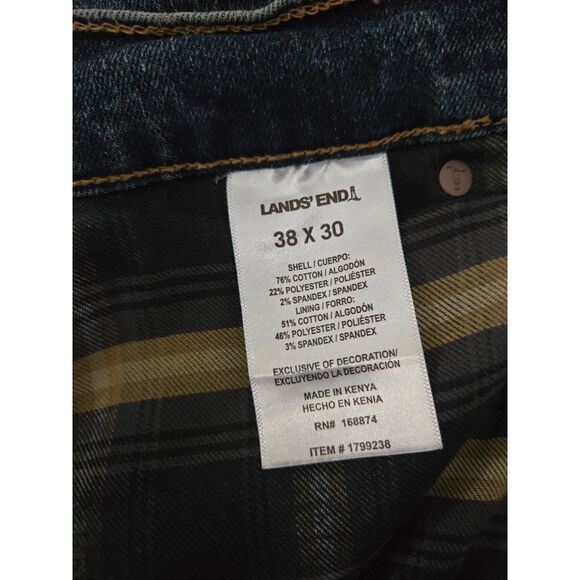 LANDS' END
38 X 30
SHELL / CUERPO:
76% COTTON / ALGODÓN
22% POLYESTER / POLIÉSTER
2% SPANDEX / SPANDEX
LINING / FORRO:
51% COTTON / ALGODÓN
46% POLYESTER / POLIÉSTER
3% SPANDEX / SPANDEX
EXCLUSIVE OF DECORATION/
EXCLUYENDO LA DECORACIÓN
MADE IN KENYA
HECHO EN KENIA
RN# 168874
ITEM # 1799238